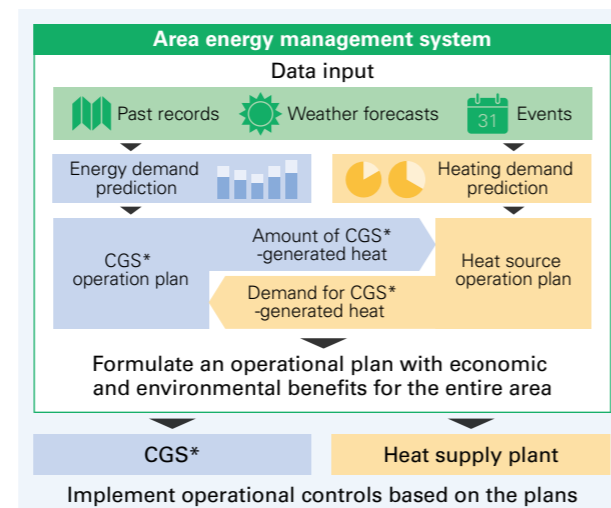 Area energy management system
Data input
Past records
Weather forecasts
31
Events
Energy demand
prediction
Heating demand
prediction
CGS*
operation plan
Amount of CGS*
-generated heat
Demand for CGS*
-generated heat
Heat source
operation plan
Formulate an operational plan with economic
and environmental benefits for the entire area
CGS*
Heat supply plant
Implement operational controls based on the plans